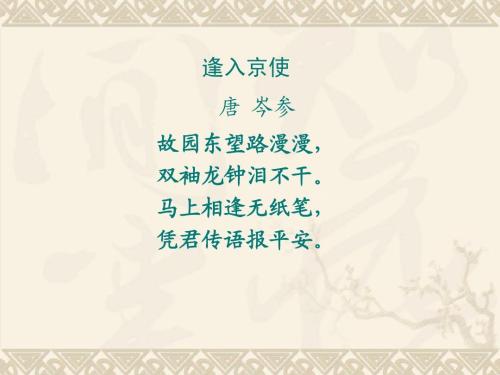 逢入京使
唐 岑参
故园东望路漫漫，
双袖龙钟泪不干。
马上相逢无纸笔，
凭君传语报平安。